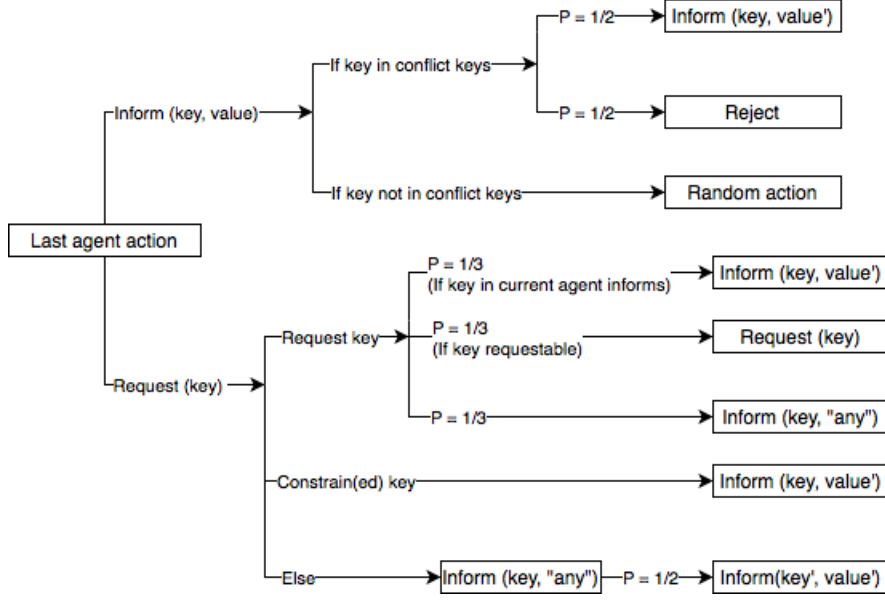 P = 1/2
Inform (key, value')
If key in conflict keys
Inform (key, value)
P = 1/2
Reject
If key not in conflict keys
Random action
Last agent action
P = 1/3
(If key in current agent informs)
Inform (key, value')
Request key
P = 1/3
(If key requestable)
Request (key)
Request (key)
P = 1/3
Inform (key, "any")
Constrain(ed) key
Inform (key, value')
Else
Inform (key, "any")
P = 1/2
Inform(key', value')